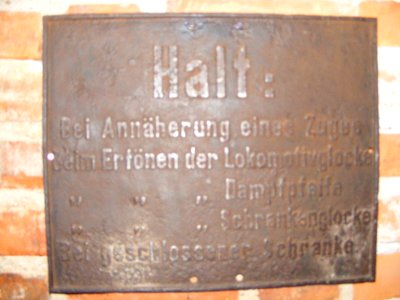 Halt:
Bei Annäherung eines Zuges
Beim Ertönen der Lokomotivglocke
„ „ „ Dampfpfeife
„ „ „ Schrankenglocke
Bei geschlossener Schranke.